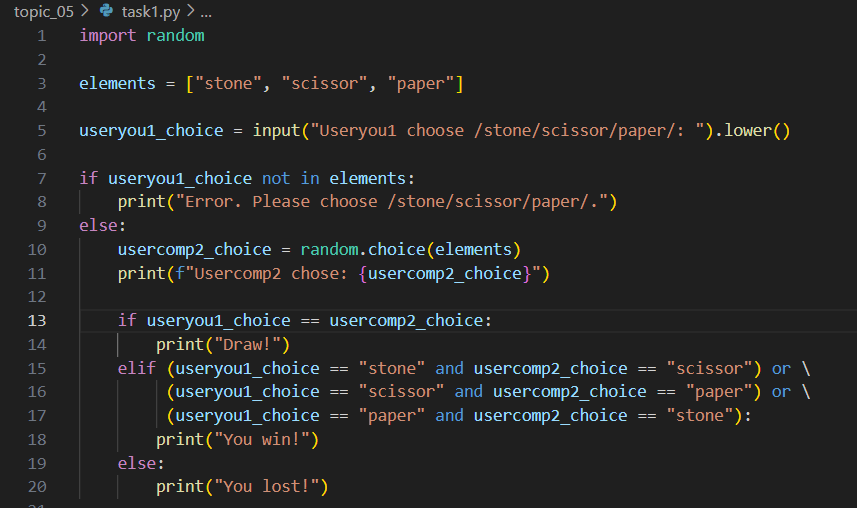 topic_05 > task1.py > ...
1 import random
2
3 elements = ["stone", "scissor", "paper"]
4
5 useryou1_choice = input("Useryou1 choose /stone/scissor/paper/: ").lower()
6
7 if useryou1_choice not in elements:
8     print("Error. Please choose /stone/scissor/paper/.")
9 else:
10     usercomp2_choice = random.choice(elements)
11     print(f"Usercomp2 chose: {usercomp2_choice}")
12
13     if useryou1_choice == usercomp2_choice:
14         print("Draw!")
15     elif (useryou1_choice == "stone" and usercomp2_choice == "scissor") or \
16          (useryou1_choice == "scissor" and usercomp2_choice == "paper") or \
17          (useryou1_choice == "paper" and usercomp2_choice == "stone"):
18         print("You win!")
19     else:
20         print("You lost!")